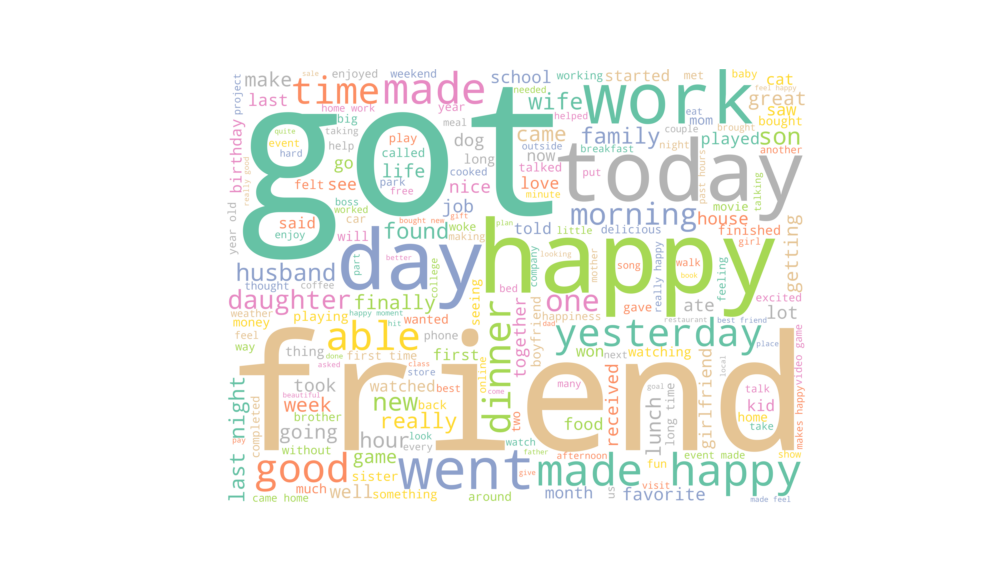 sale
enjoyed
weekend
school
working
started
met
baby
cat
project
make
time
made
needed
wife
work
feel happy
great
last
home work
year
helped
eat
mom
saw
bought
big
taking
meal
came
family
couple
brought
son
birthday
got
quite
event
hard
help
play
called
life
dog
long
outside
now
breakfast
night
played
another
really good
go
park
free
talked
put
today
past hours
movie
talking
felt
see
nice
love
minute
year old
said
enjoy
boss
worked
car
job
bought new
gift
morning
house
finished
girl
will
found
woke
making
plan
told
little
delicious
getting
day
happy
husband
thought
part
better
college
company
looking
mother
song
walk
really happy
feeling
book
daughter
coffee
finally
seeing
bed
one
gave
ate
excited
lot
weather
money
playing
happy moment
wanted
together
happiness
boyfriend
dad
restaurant
best friend
feel
way
able
hit
phone
dinner
yesterday
place
thing
done
asked
first time
class
store
first
online
won
next
watching
girlfriend
local
video game
friend
took
beautiful
watched
best
come
two
many
received
goal
talk
kid
last night
completed
week
brother
new
back
really
food
lunch
long time
home
take
makes happy
pay
going
without
hour
look
every
game
watch
father
afternoon
fun
event made
show
good
much
sister
went
give
made happy
visit
came home
well
something
around
month
us
favorite
made feel